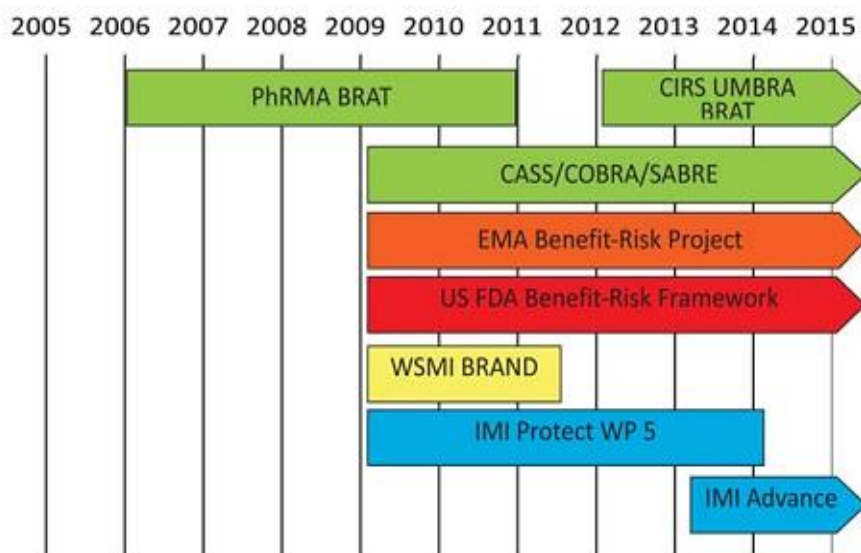 2005 2006 2007 2008 2009 2010 2011 2012 2013 2014 2015
PhRMA BRAT
CIRS UMBRA
BRAT
CASS/COBRA/SABRE
EMA Benefit-Risk Project
US FDA Benefit-Risk Framework
WSMI BRAND
IMI Protect WP 5
IMI Advance